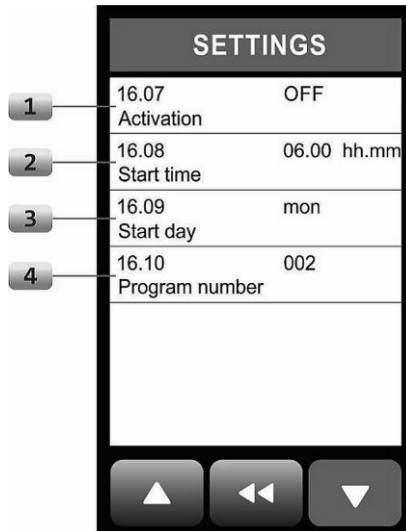 SETTINGS
1
16.07 OFF
Activation
2
16.08 06.00 hh.mm
Start time
3
16.09 mon
Start day
4
16.10 002
Program number